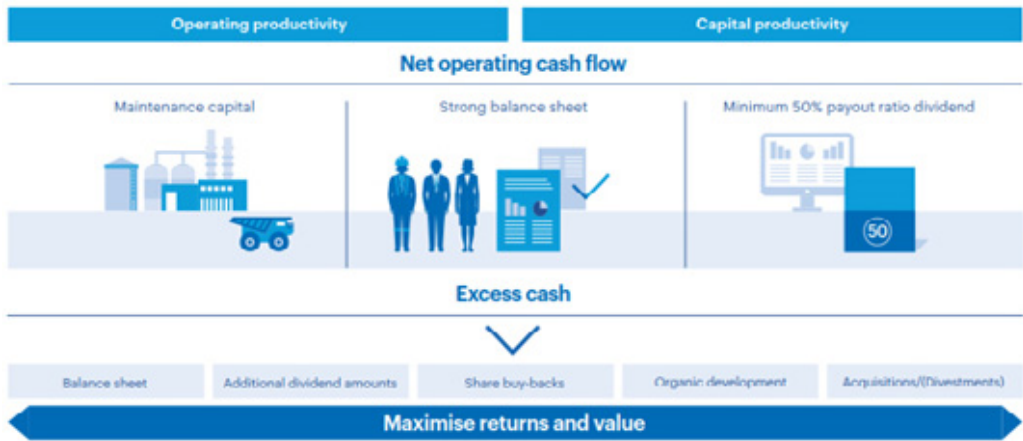 Operating productivity
Capital productivity
Net operating cash flow
Maintenance capital
Strong balance sheet
Minimum 50% payout ratio dividend
50
Excess cash
Balance sheet
Additional dividend amounts
Share buy-backs
Organic development
Acquisitions/(Divestments)
Maximise returns and value